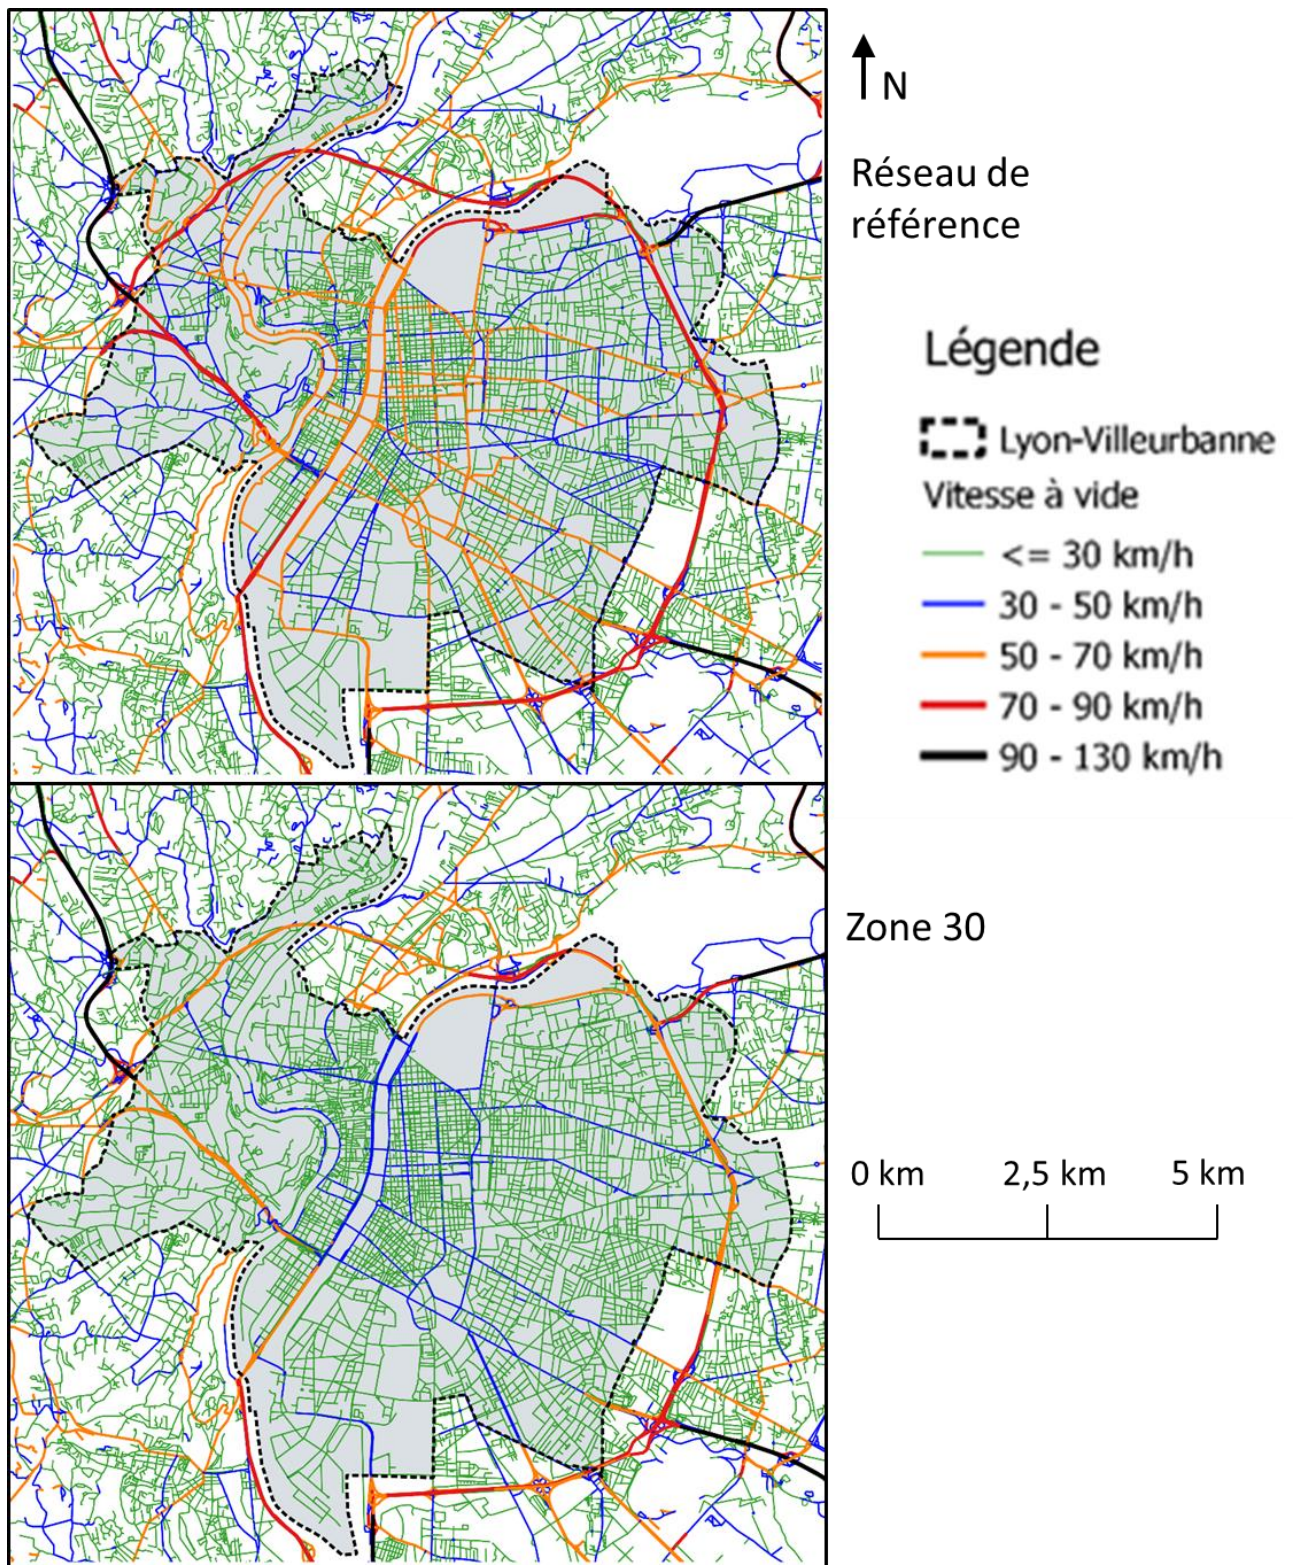 N
Réseau de
référence
Légende
Lyon-Villeurbanne
Vitesse à vide
<= 30 km/h
30 - 50 km/h
50 - 70 km/h
70 - 90 km/h
90 - 130 km/h
Zone 30
0 km 2,5 km 5 km